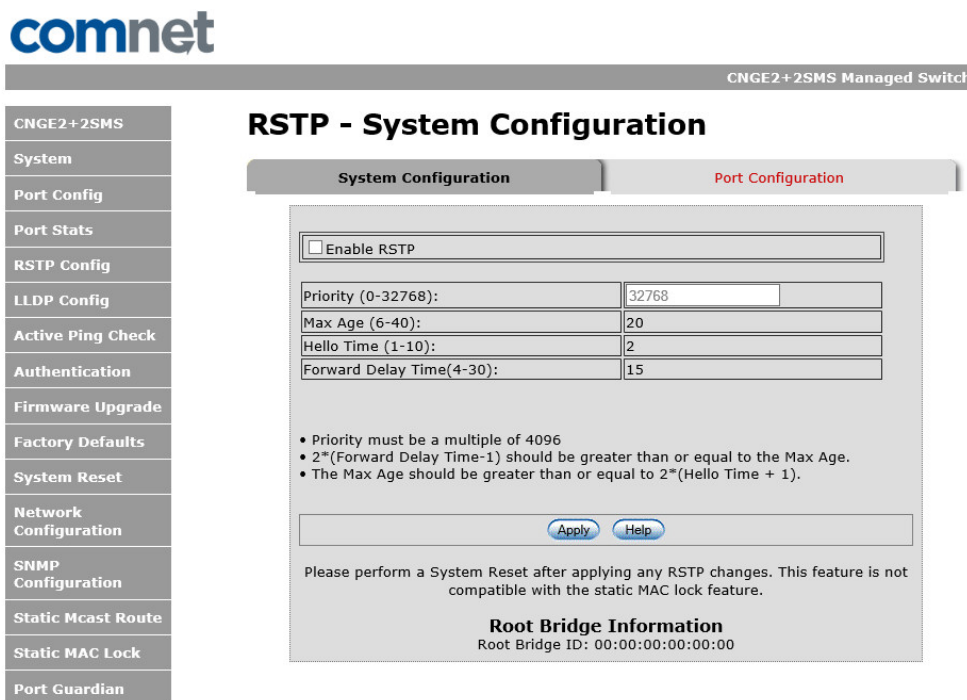 comnet
CNGE2+2SMS Managed Switch
CNGE2+2SMS
System
Port Config
Port Stats
RSTP Config
LLDP Config
Active Ping Check
Authentication
Firmware Upgrade
Factory Defaults
System Reset
Network
Configuration
SNMP
Configuration
Static Mcast Route
Static MAC Lock
Port Guardian
RSTP - System Configuration
System Configuration
Port Configuration
Enable RSTP
Priority (0-32768): 32768
Max Age (6-40): 20
Hello Time (1-10): 2
Forward Delay Time(4-30): 15
• Priority must be a multiple of 4096
• 2*(Forward Delay Time-1) should be greater than or equal to the Max Age.
• The Max Age should be greater than or equal to 2*(Hello Time + 1).
Apply Help
Please perform a System Reset after applying any RSTP changes. This feature is not
compatible with the static MAC lock feature.
Root Bridge Information
Root Bridge ID: 00:00:00:00:00:00